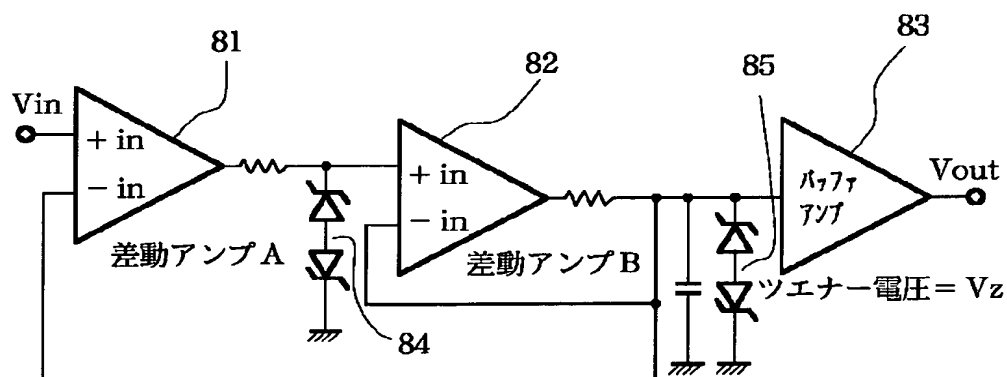 81
82
83
85
Vin
+ in
- in
+ in
- in
バッファ
アンプ
Vout
差動アンプA
差動アンプB
ツエナー電圧＝Vz
84